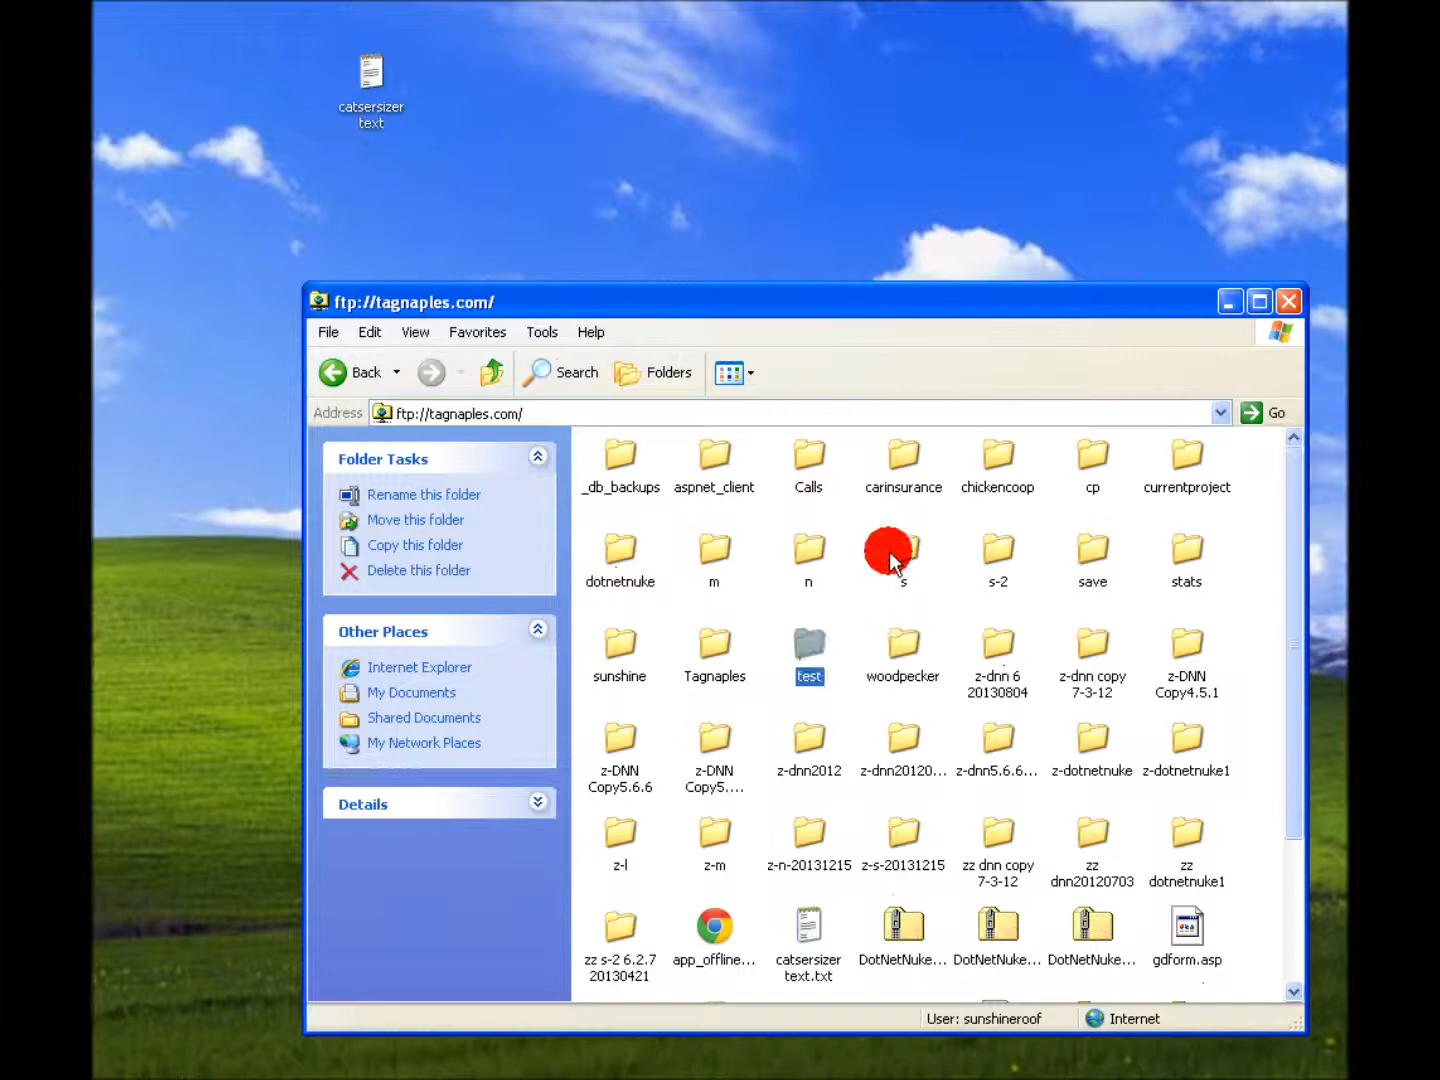 catsersizer
text
ftp://tagnaples.com/
File Edit View Favorites Tools Help
Back Search Folders
Address ftp://tagnaples.com/ Go
Folder Tasks
Rename this folder
Move this folder
Copy this folder
Delete this folder
Other Places
Internet Explorer
My Documents
Shared Documents
My Network Places
Details
_db_backups aspnet_client Calls carinsurance chickencoop cp currentproject
dotnetnuke m n s s-2 save stats
sunshine Tagnaples test woodpecker z-dnn 6 z-dnn copy z-DNN
20130804 7-3-12 Copy4.5.1
z-DNN z-DNN z-dnn2012 z-dnn20120... z-dnn5.6.6... z-dotnetnuke z-dotnetnuke1
Copy5.6.6 Copy5....
z-l z-m z-n-20131215 z-s-20131215 zz dnn copy zz zz
7-3-12 dnn20120703 dotnetnuke1
zz s-2 6.2.7 app_offline... catsersizer DotNetNuke... DotNetNuke... DotNetNuke... gdform.asp
20130421 text.txt
User: sunshineroof Internet